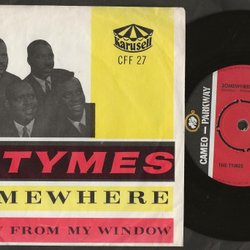 Karusell
CFF 27
TYMES
MEWHERE
FROM MY WINDOW
CAMEO-PARKWAY
SOMEWHERE
THE TYMES